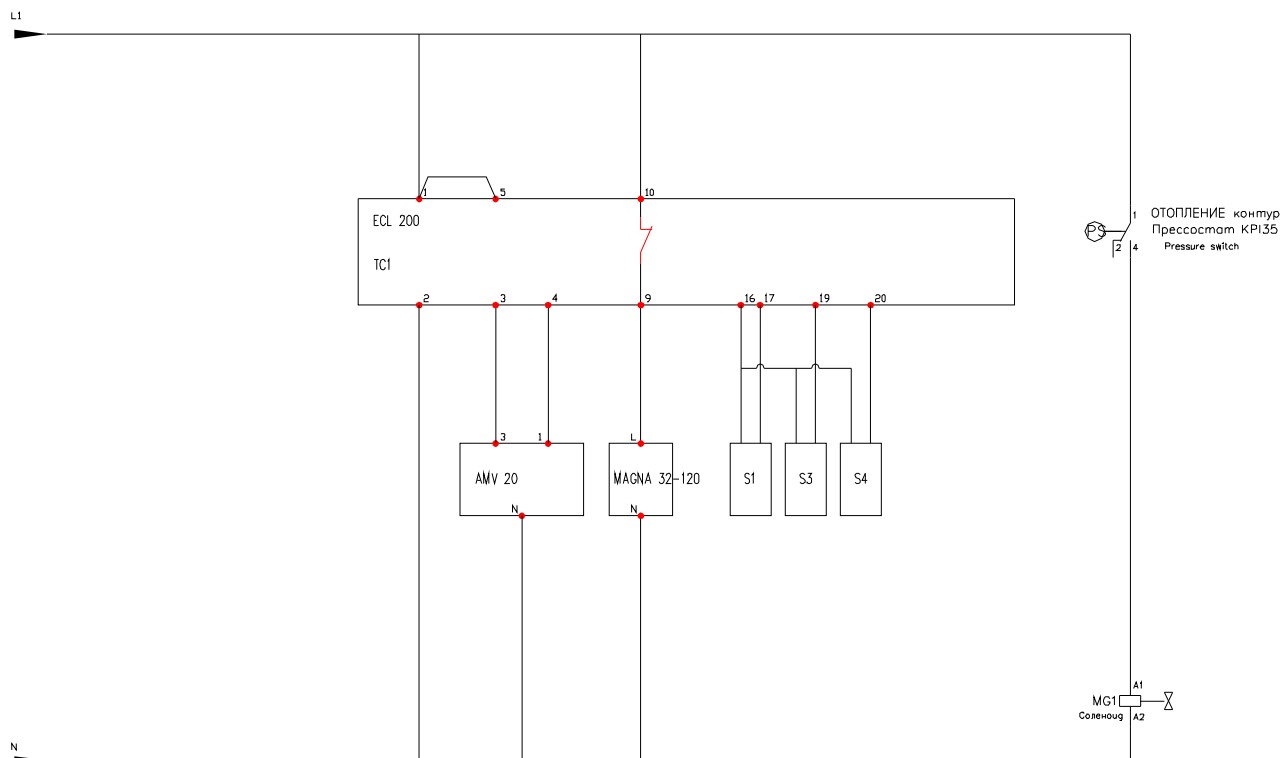 L1
1
5
10
ECL 200
TC1
2
3
4
9
16
17
19
20
PS
1
2
4
ОТОПЛЕНИЕ контур
Прессостат KPI35
Pressure switch
3
1
AMV 20
N
L
MAGNA 32-120
N
S1
S3
S4
A1
MG1
Соленоид
A2
N